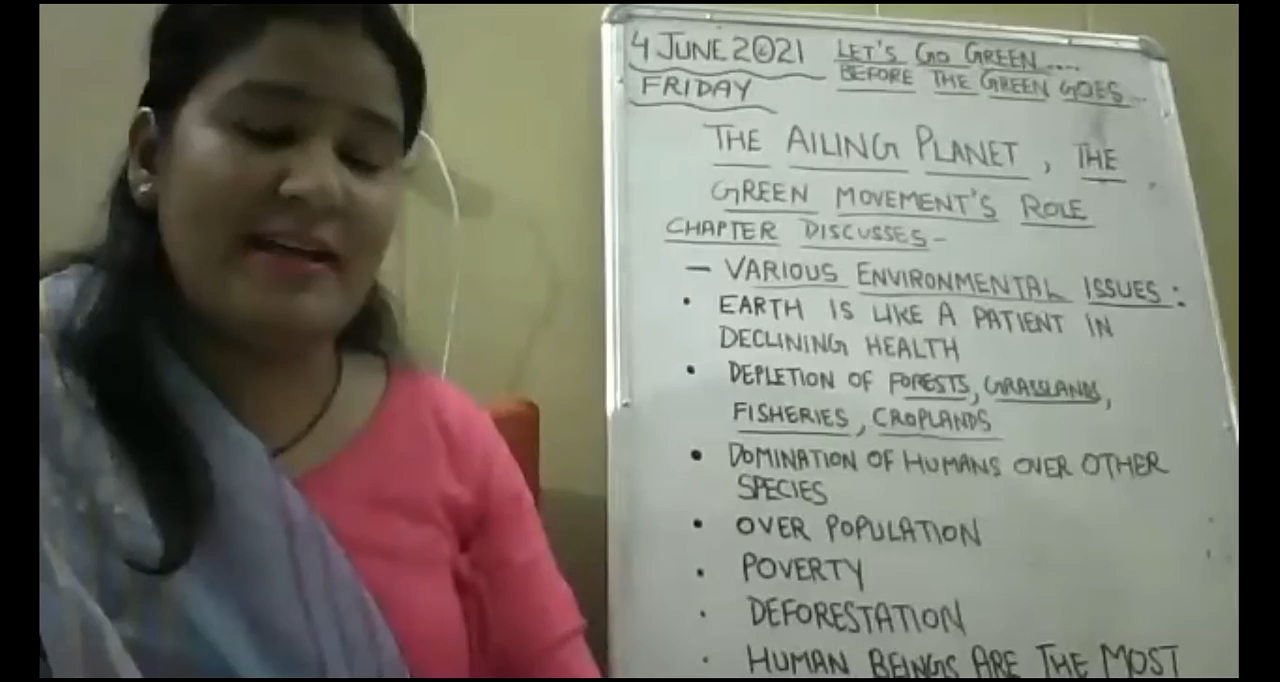 4 JUNE 2021 LET'S GO GREEN....
FRIDAY BEFORE THE GREEN GOES...
THE AILING PLANET, THE
GREEN MOVEMENT'S ROLE
CHAPTER DISCUSSES-
- VARIOUS ENVIRONMENTAL ISSUES:
• EARTH IS LIKE A PATIENT IN
DECLINING HEALTH
• DEPLETION OF FORESTS, GRASSLANDS,
FISHERIES, CROPLANDS
• DOMINATION OF HUMANS OVER OTHER
SPECIES
• OVER POPULATION
• POVERTY
• DEFORESTATION
• HUMAN BEINGS ARE THE MOST